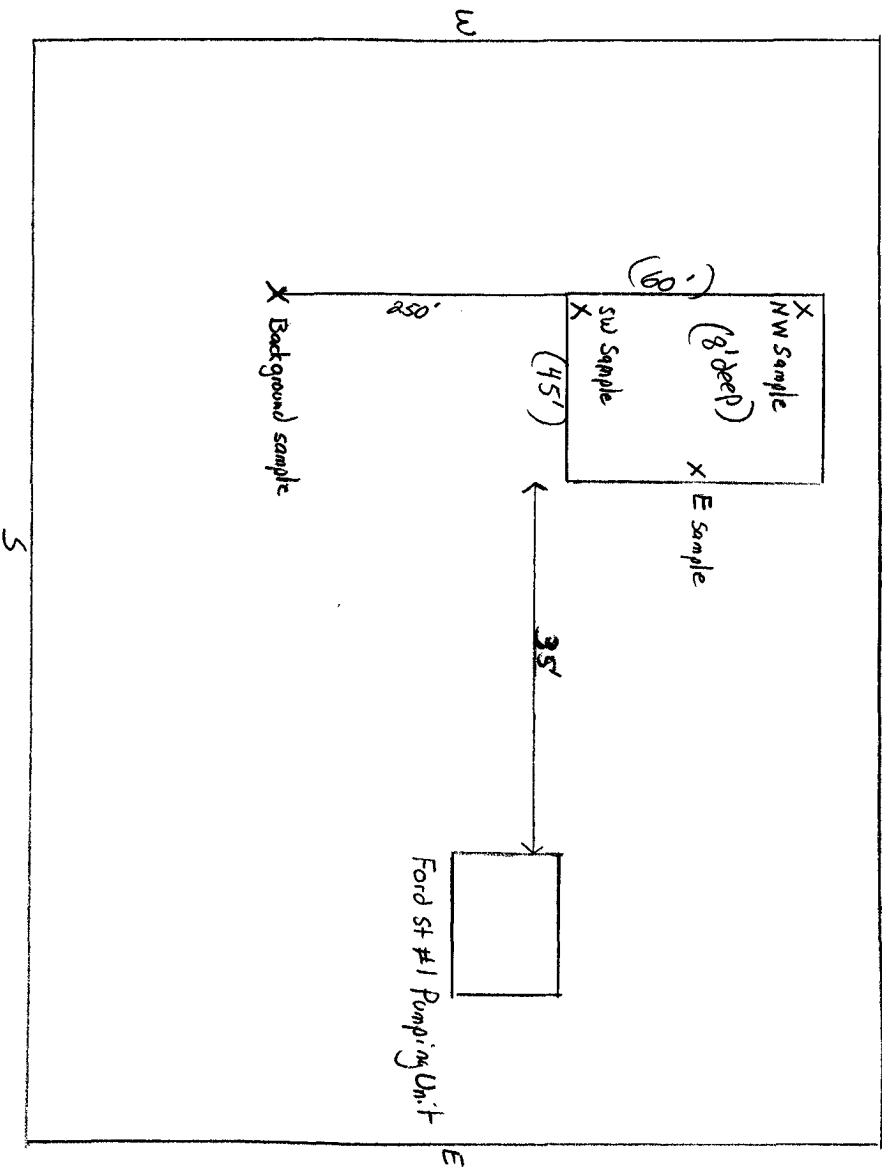 W
NW Sample
X
(60')
(8' deep)
SW Sample
X
X E Sample
(45')
250'
X Background sample
35'
Ford St #1 Pumping Unit
S
E